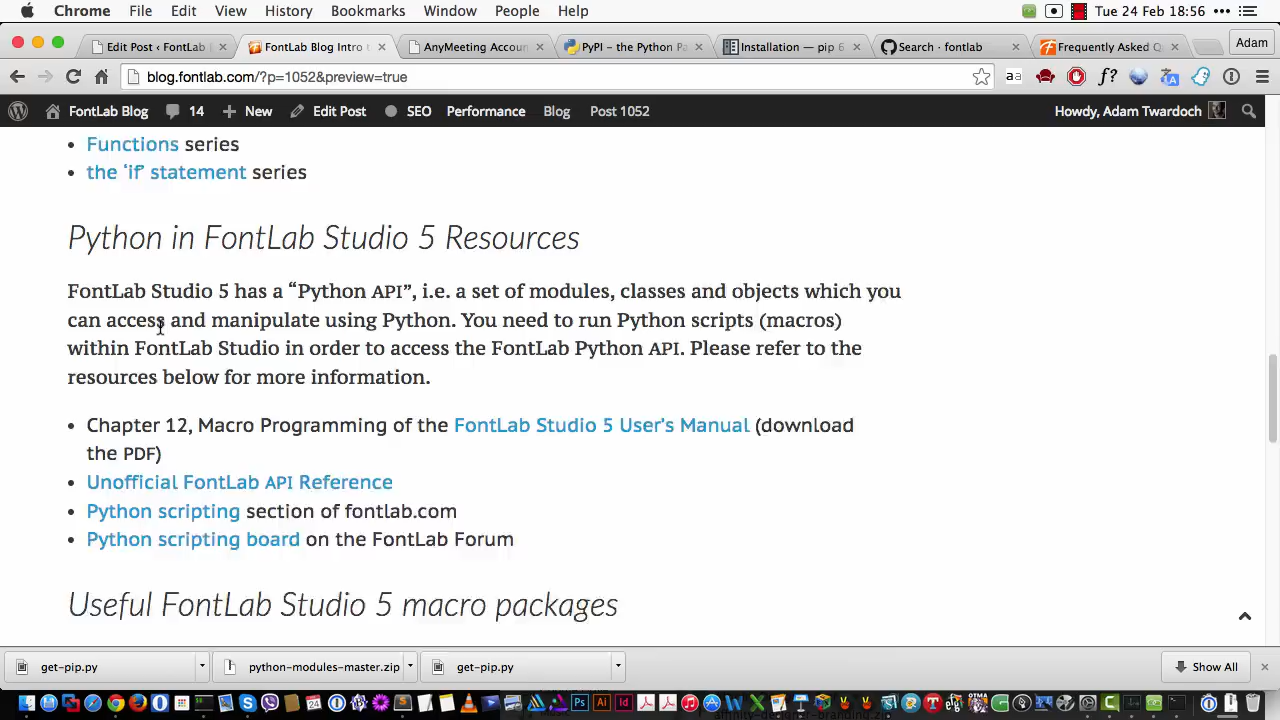 Chrome File Edit View History Bookmarks Window People Help Tue 24 Feb 18:56
Edit Post ‹ FontLab FontLab Blog Intro t AnyMeeting Accoun PyPI – the Python Pa Installation — pip 6 Search · fontlab Frequently Asked Q Adam
blog.fontlab.com/?p=1052&preview=true
FontLab Blog 14 New Edit Post SEO Performance Blog Post 1052 Howdy, Adam Twardoch
• Functions series
• the ‘if’ statement series
Python in FontLab Studio 5 Resources
FontLab Studio 5 has a “Python API”, i.e. a set of modules, classes and objects which you
can access and manipulate using Python. You need to run Python scripts (macros)
within FontLab Studio in order to access the FontLab Python API. Please refer to the
resources below for more information.
• Chapter 12, Macro Programming of the FontLab Studio 5 User’s Manual (download
the PDF)
• Unofficial FontLab API Reference
• Python scripting section of fontlab.com
• Python scripting board on the FontLab Forum
Useful FontLab Studio 5 macro packages
get-pip.py python-modules-master.zip get-pip.py Show All